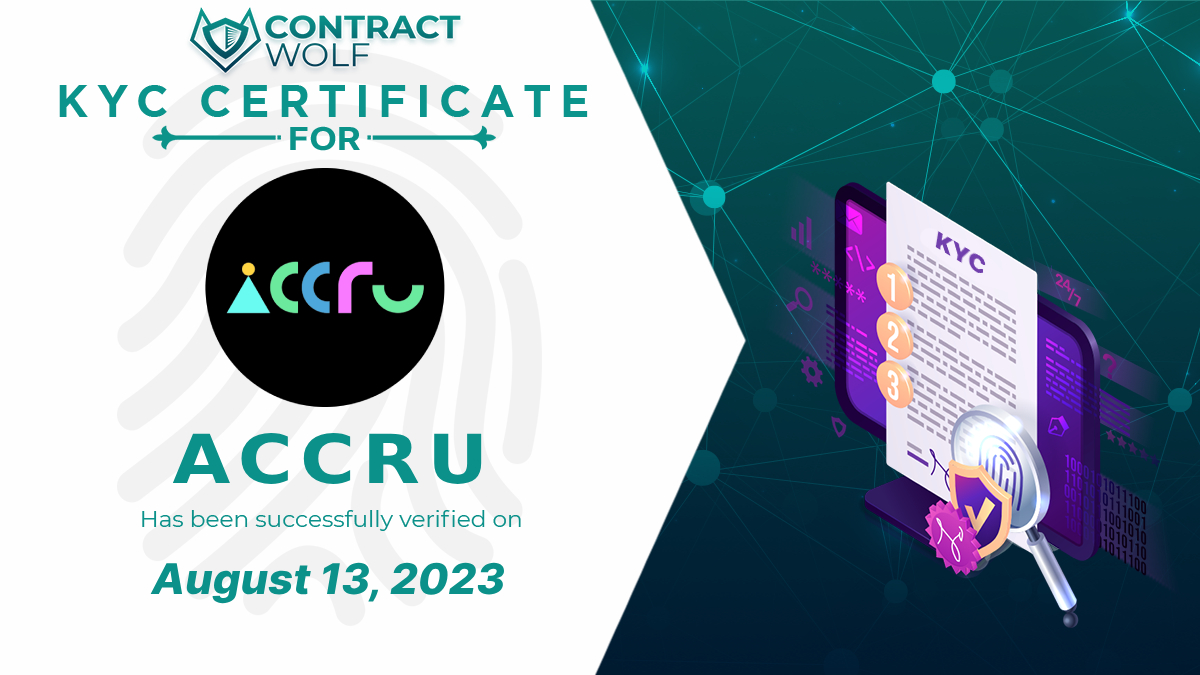 CONTRACT
WOLF
KYC CERTIFICATE
FOR
Accru
ACCRU
Has been successfully verified on
August 13, 2023
KYC
1
2
3
</>
*****
24/7
?